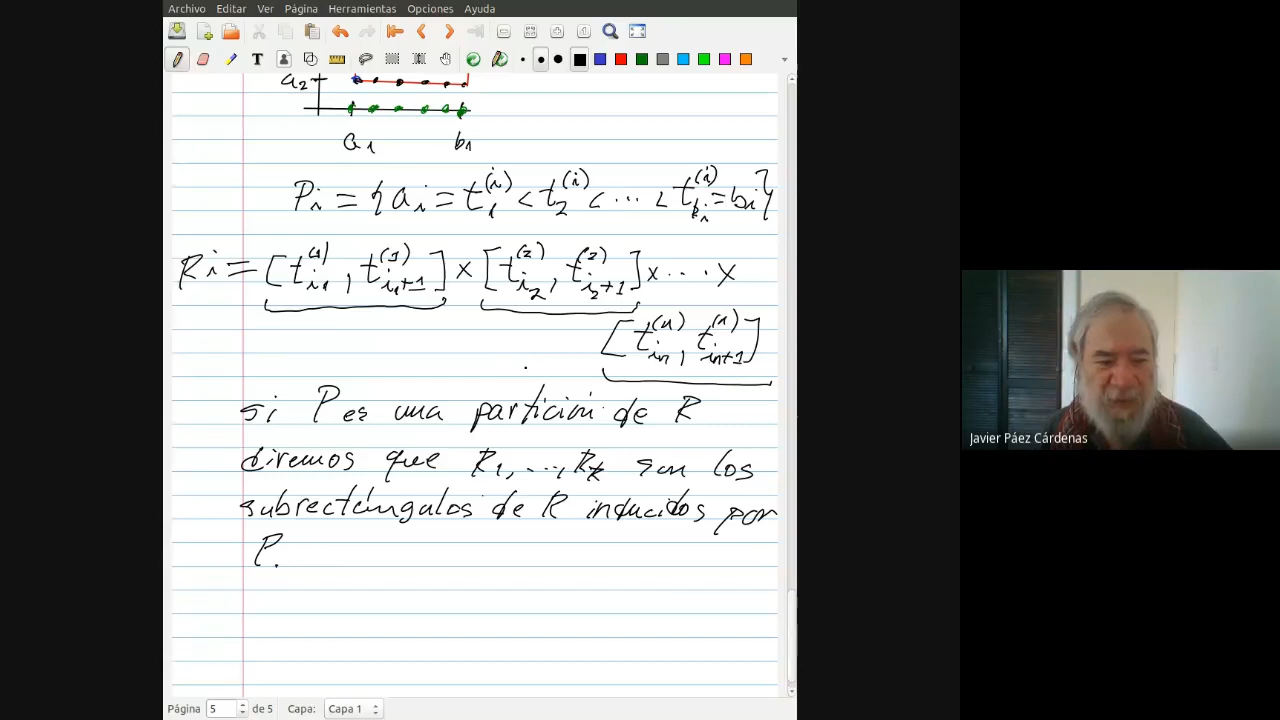 Archivo Editar Ver Página Herramientas Opciones Ayuda
a₂
a₁ b₁
Pᵢ = {aᵢ = t₁⁽ⁱ⁾ < t₂⁽ⁱ⁾ < ... < t_{kᵢ}⁽ⁱ⁾ = bᵢ}
Rᵢ = [t_{i₁}⁽¹⁾, t_{i₁+1}⁽¹⁾] × [t_{i₂}⁽²⁾, t_{i₂+1}⁽²⁾] × ... ×
[t_{in}⁽ⁿ⁾, t_{in+1}⁽ⁿ⁾]
si P es una partición de R
diremos que R₁, ..., Rₖ son los
subrectángulos de R inducidos por
P.
Javier Páez Cárdenas
Página 5 de 5 Capa: Capa 1